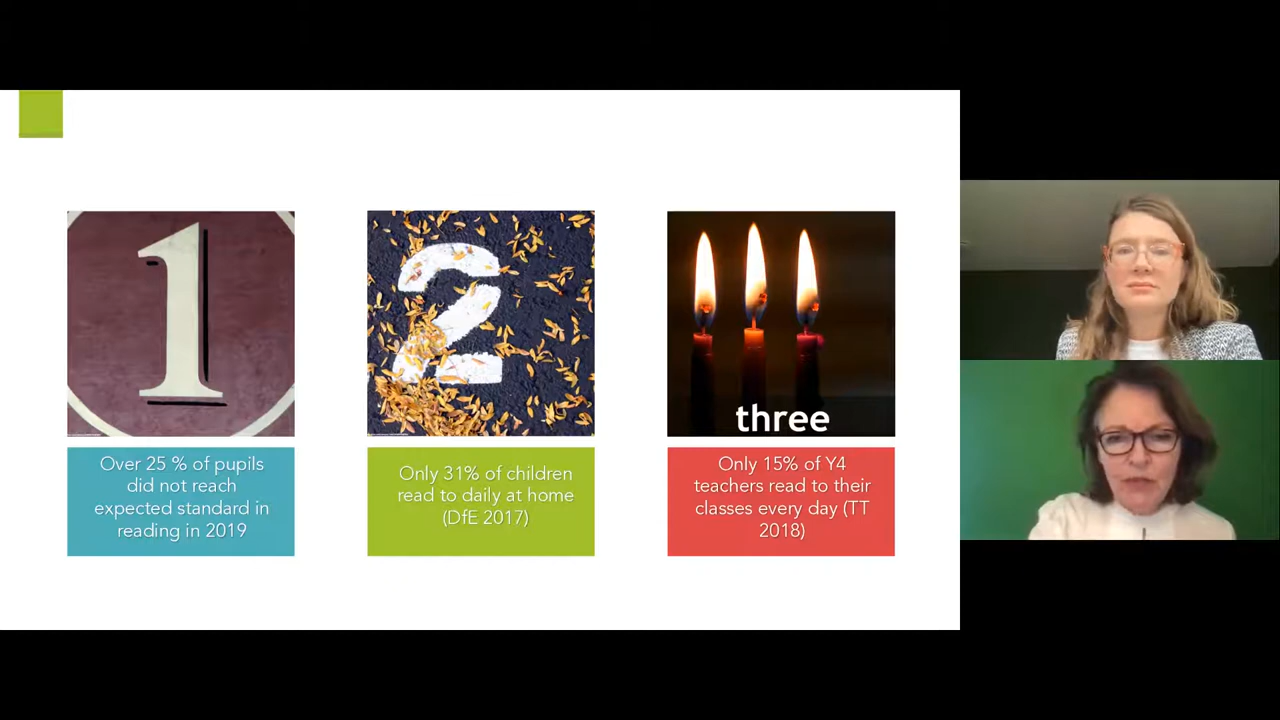 1
2
three
Over 25 % of pupils
did not reach
expected standard in
reading in 2019
Only 31% of children
read to daily at home
(DfE 2017)
Only 15% of Y4
teachers read to their
classes every day (TT
2018)